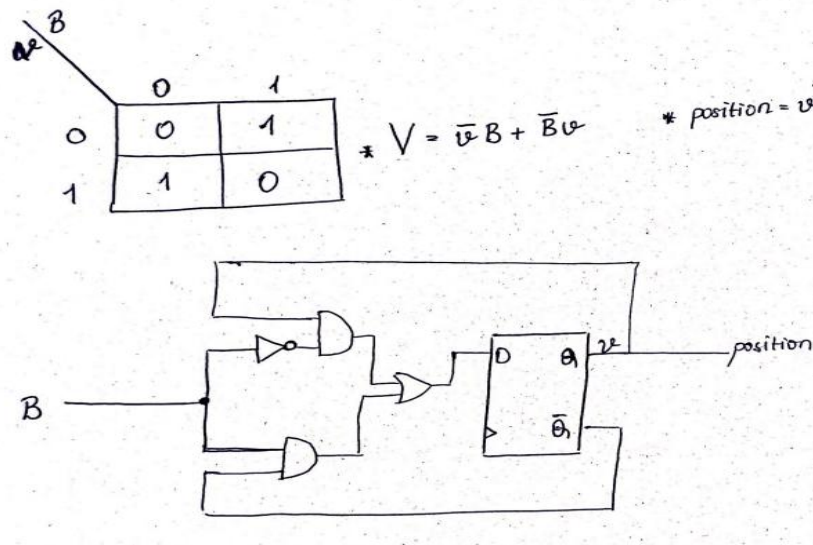 B
v
0 1
0 0 1
1 1 0
* V = v̅ B + B̅ v
* position = v
D Q v
position
B
Q̅